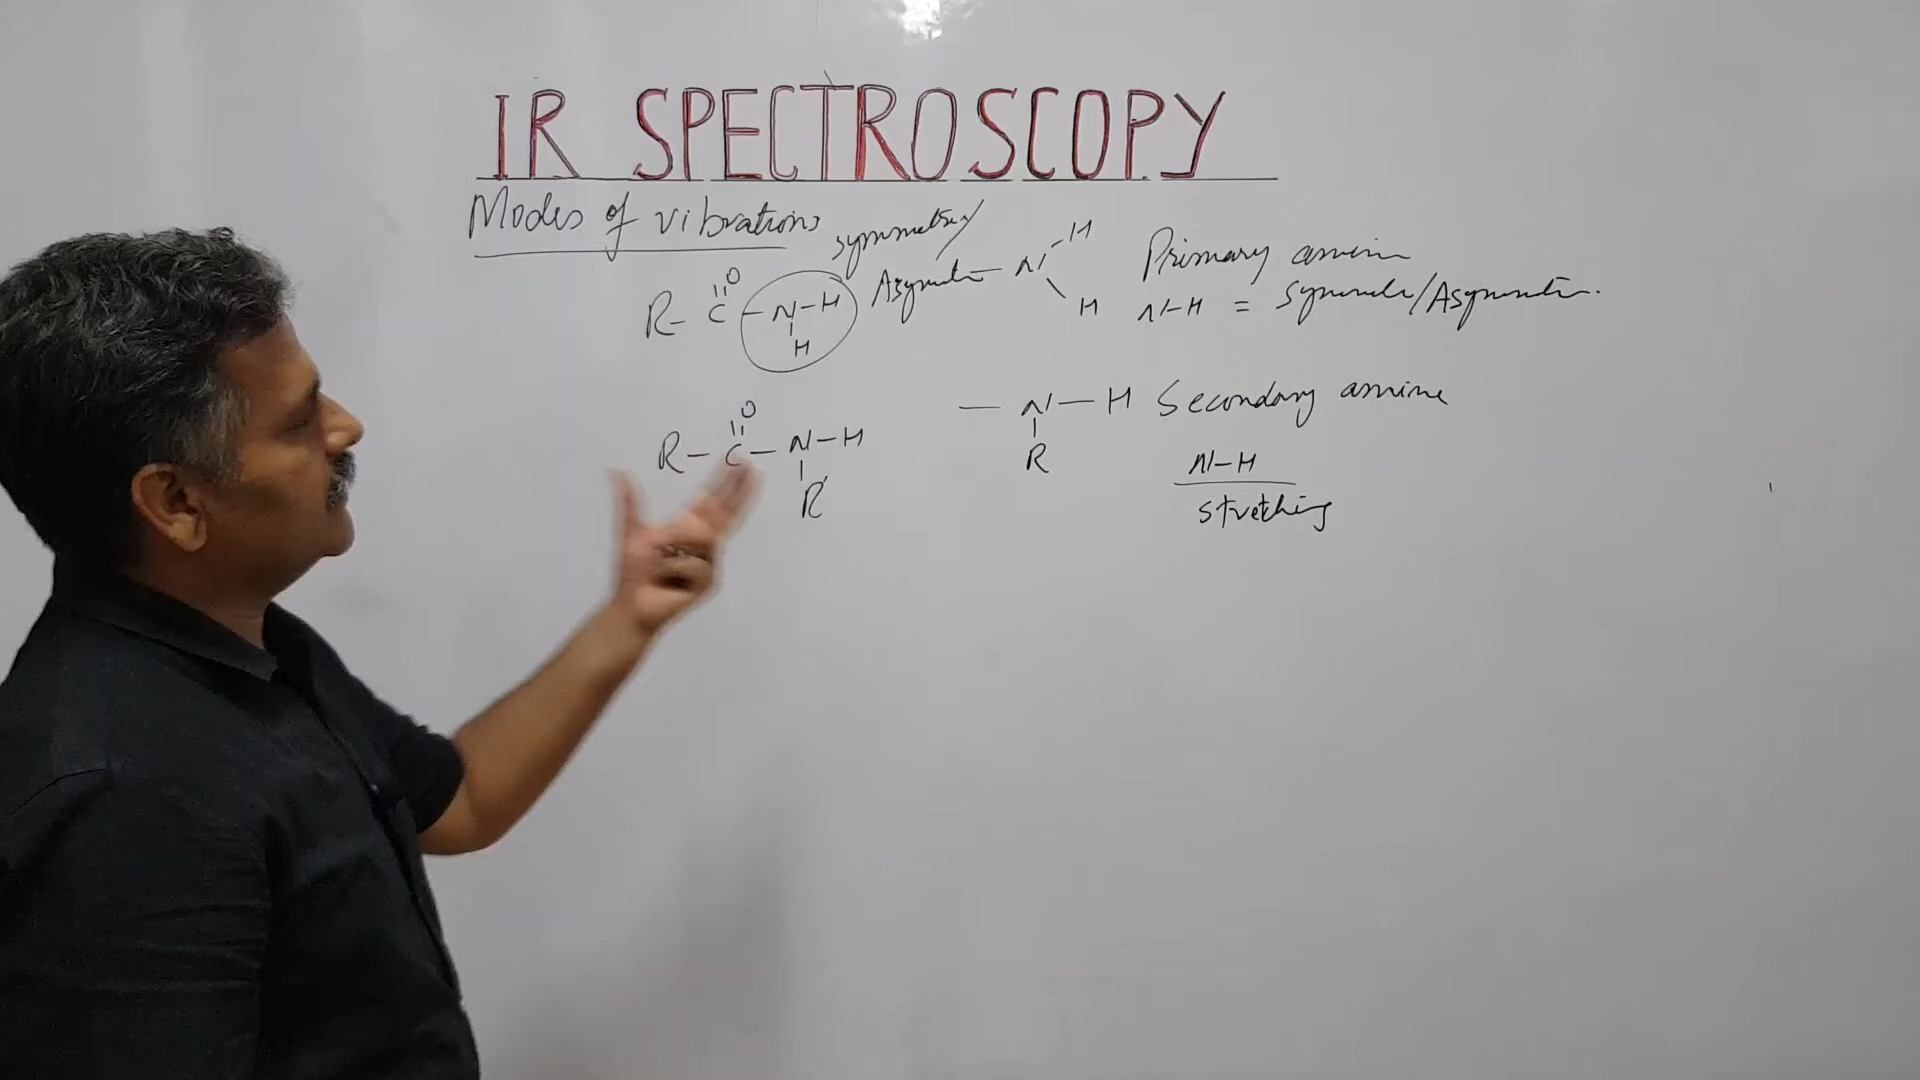 IR SPECTROSCOPY
Modes of vibrations
symmetry
Asymmetric
R-C-N-H
O
H
-N
H
H
Primary amine
N-H = Symmetric/Asymmetric.
R-C-N-H
O
R'
-N-H Secondary amine
R
N-H
stretching